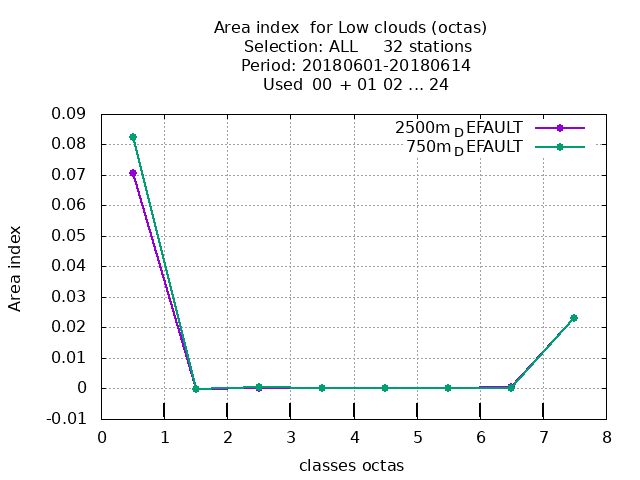 Area index  for Low clouds (octas)
Selection: ALL     32 stations
Period: 20180601-20180614
Used  00 + 01 02 ... 24
0.09
0.08
0.07
0.06
0.05
0.04
0.03
0.02
0.01
0
-0.01
Area index
2500m_DEFAULT
750m_DEFAULT
0 1 2 3 4 5 6 7 8
classes octas